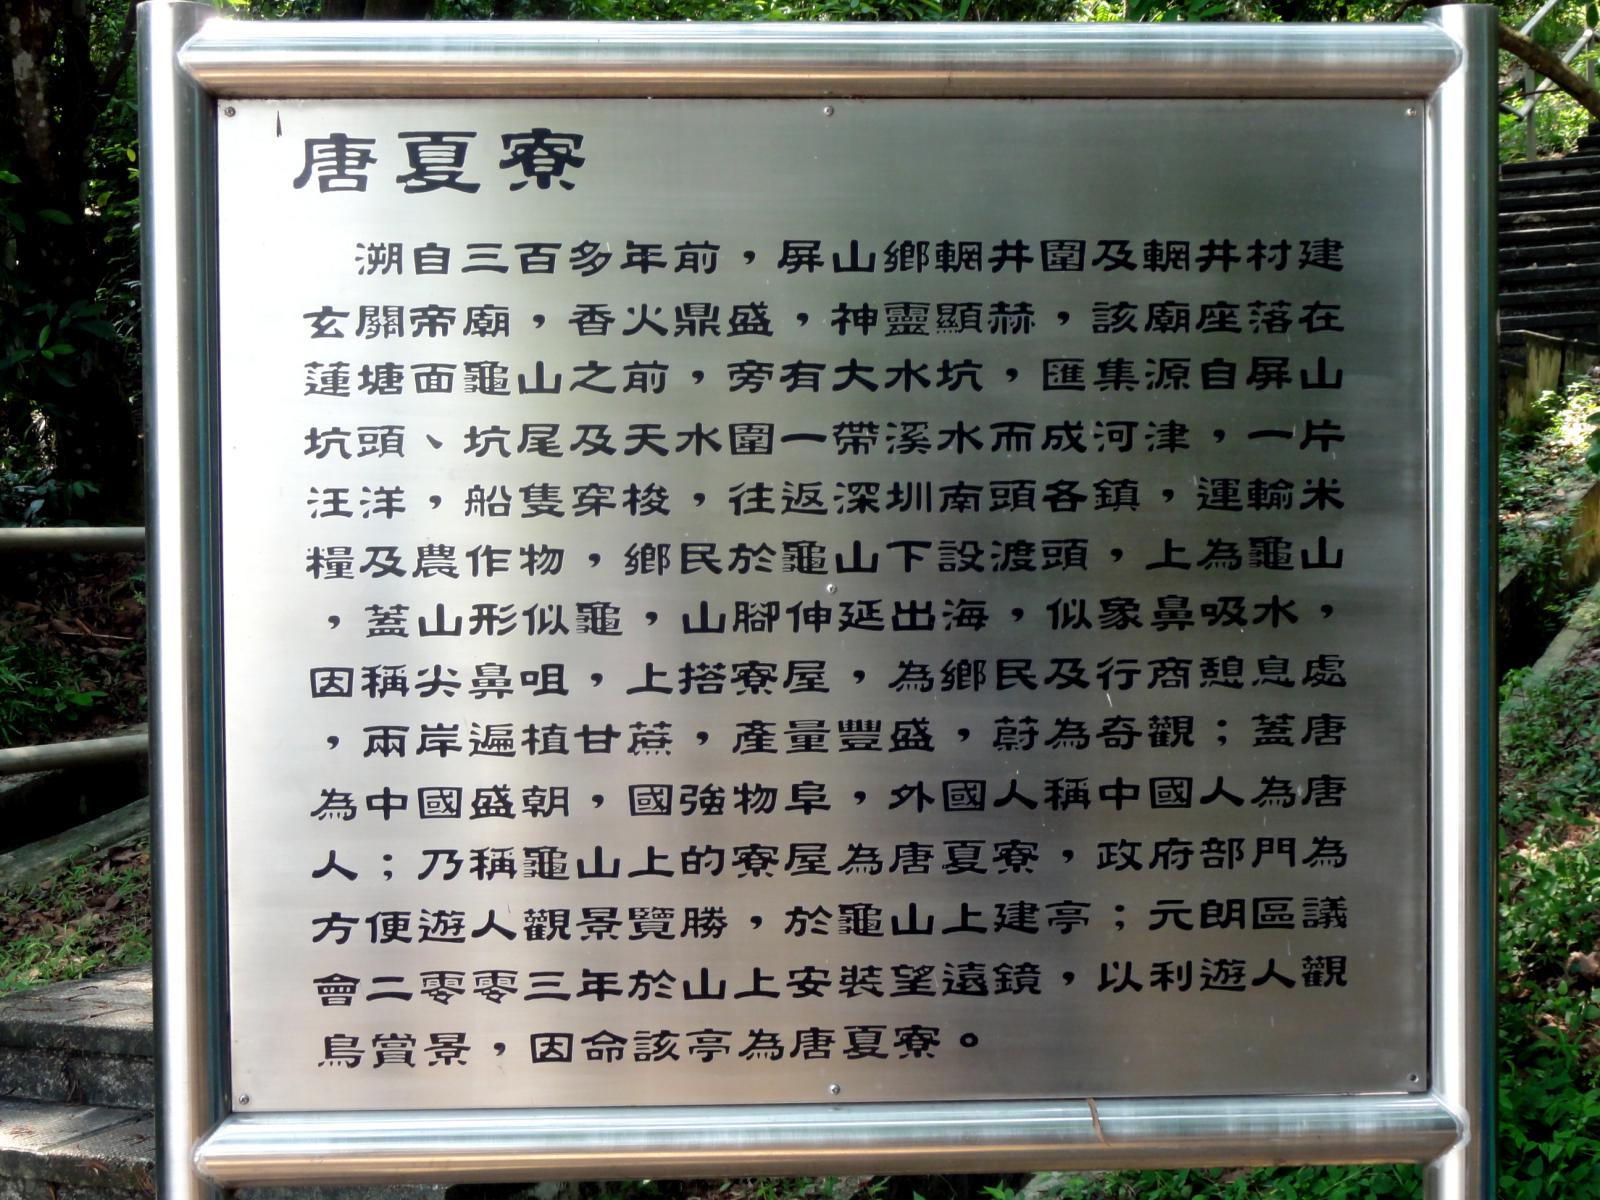 唐夏寮
溯自三百多年前，屏山鄉輞井圍及輞井村建
玄關帝廟，香火鼎盛，神靈顯赫，該廟座落在
蓮塘面龜山之前，旁有大水坑，匯集源自屏山
坑頭、坑尾及天水圍一帶溪水而成河津，一片
汪洋，船隻穿梭，往返深圳南頭各鎮，運輸米
糧及農作物，鄉民於龜山下設渡頭，上為龜山
，蓋山形似龜，山腳伸延出海，似象鼻吸水，
因稱尖鼻咀，上搭寮屋，為鄉民及行商憩息處
，兩岸遍植甘蔗，產量豐盛，蔚為奇觀；蓋唐
為中國盛朝，國強物阜，外國人稱中國人為唐
人；乃稱龜山上的寮屋為唐夏寮，政府部門為
方便遊人觀景覽勝，於龜山上建亭；元朗區議
會二零零三年於山上安裝望遠鏡，以利遊人觀
鳥賞景，因命該亭為唐夏寮。